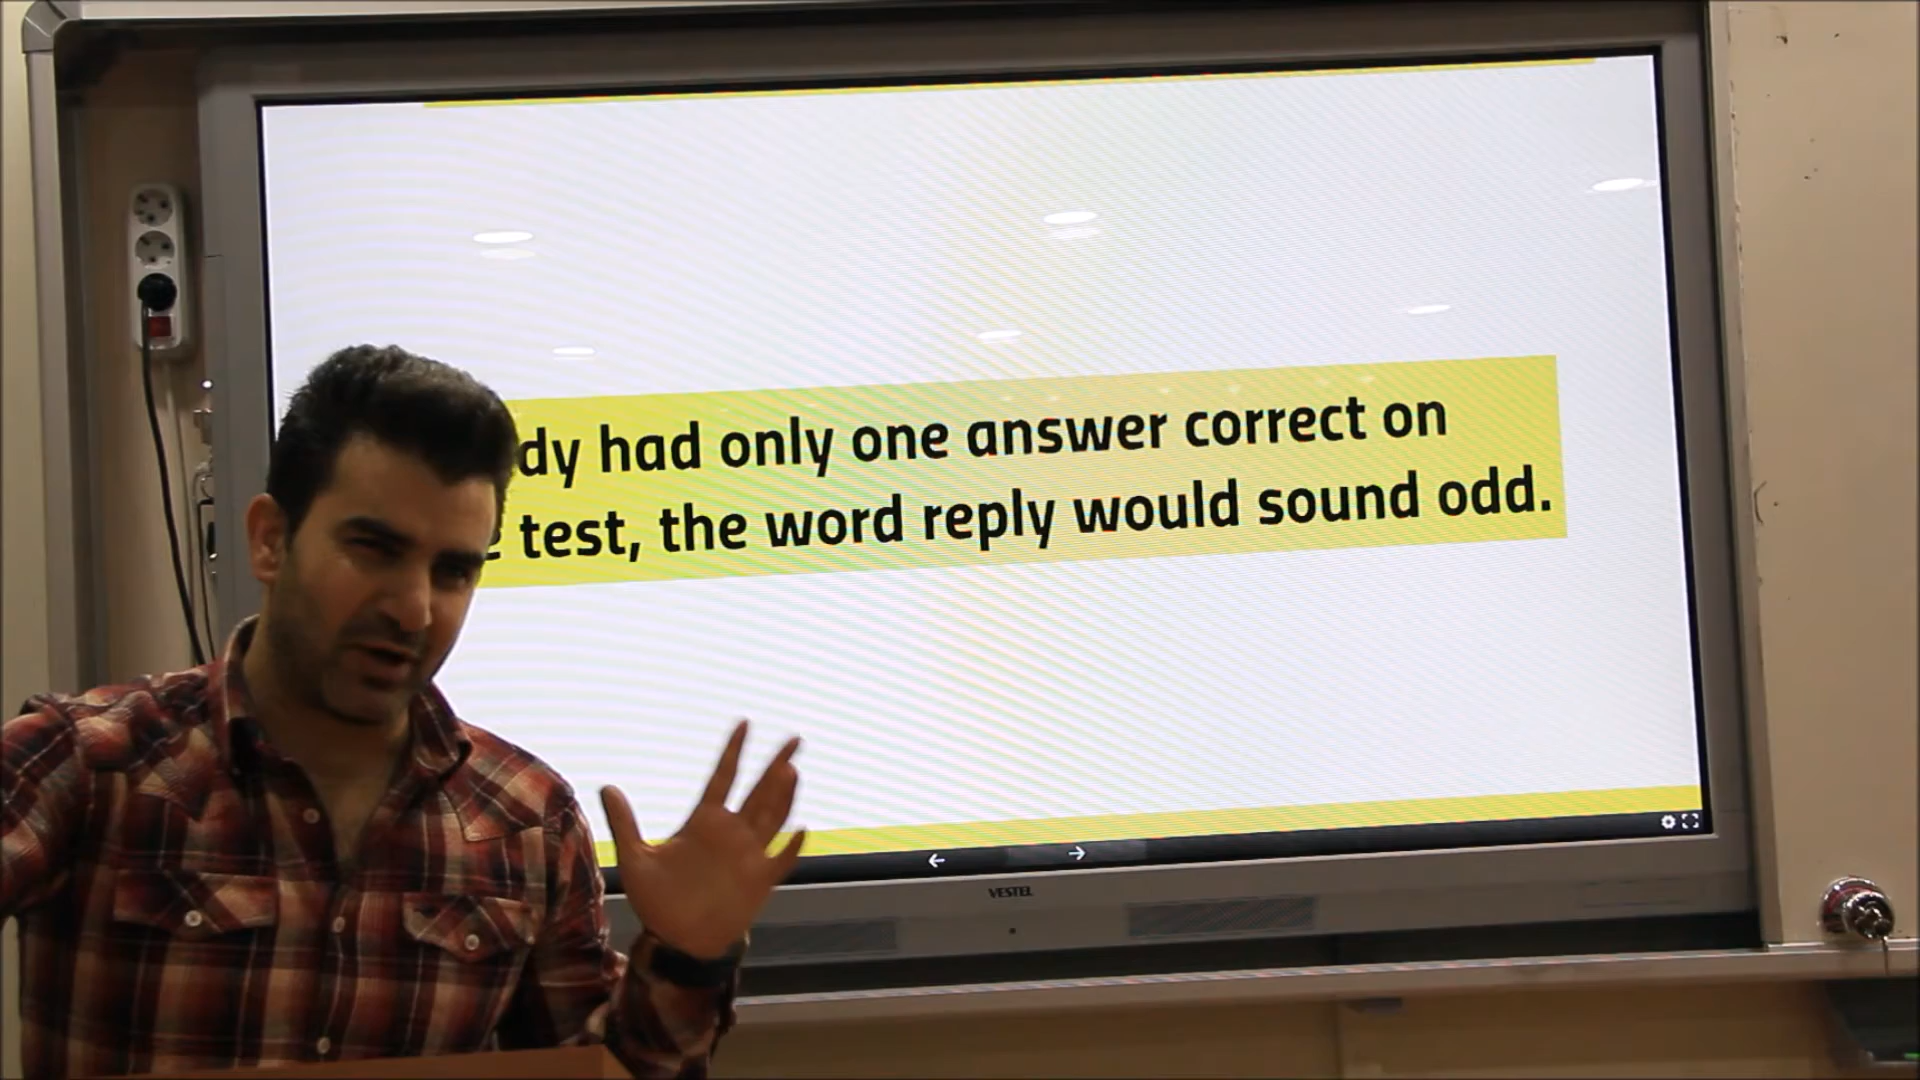 dy had only one answer correct on
test, the word reply would sound odd.
VESTEL